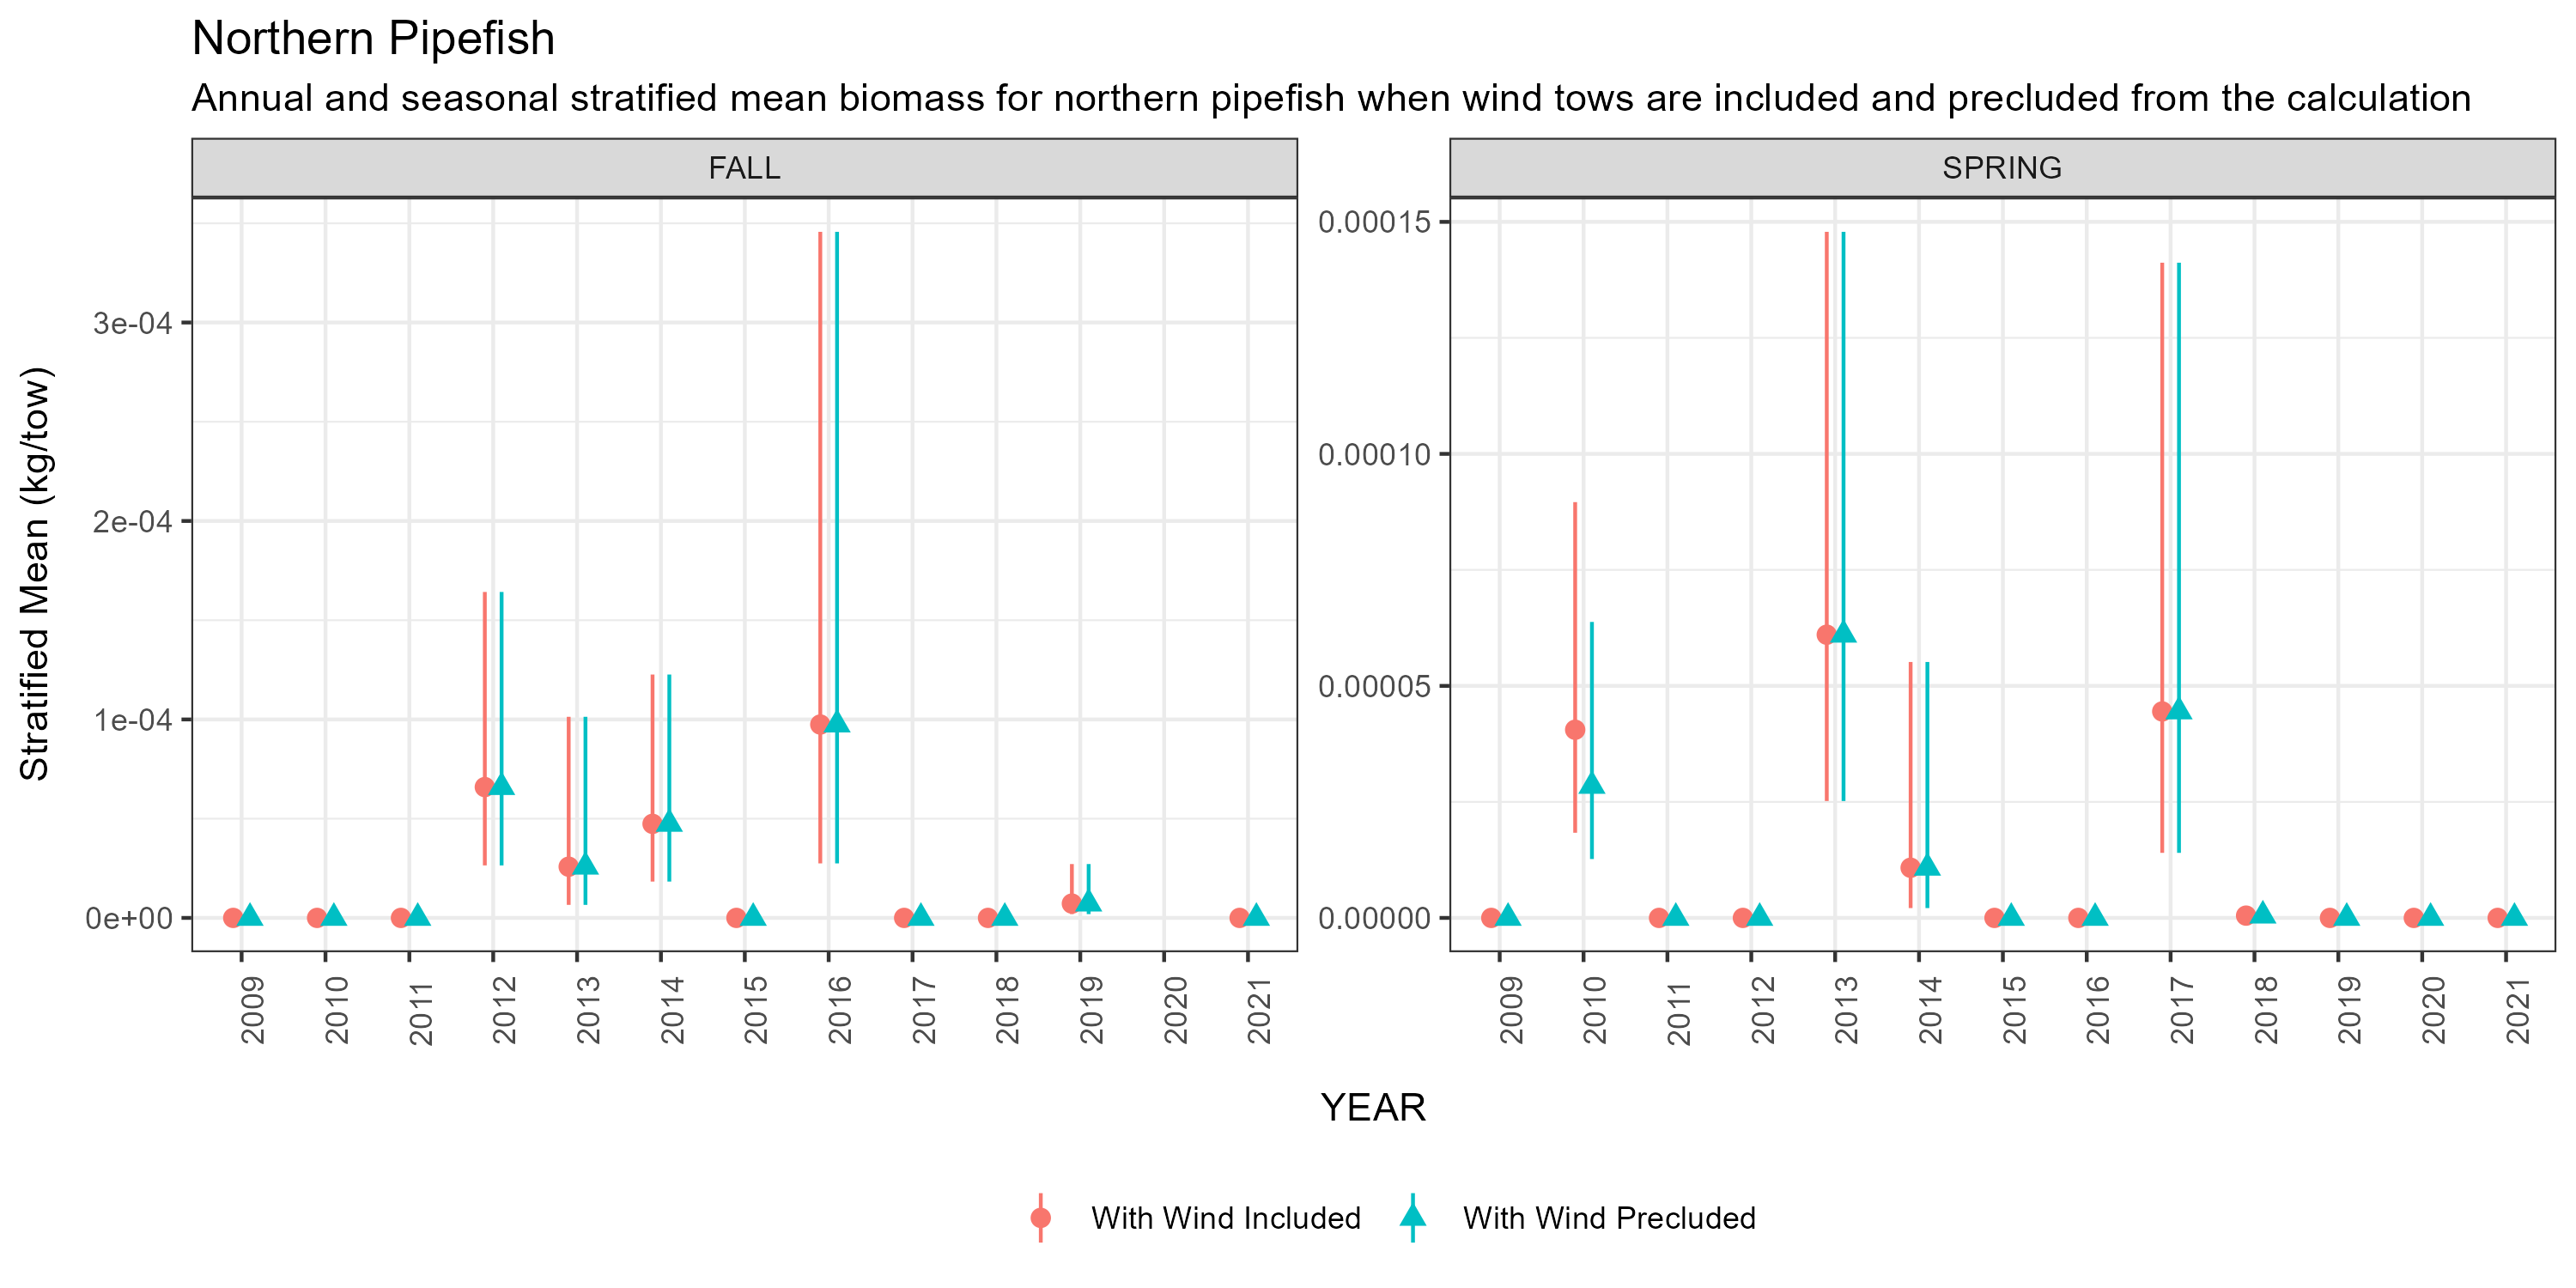 Northern Pipefish
Annual and seasonal stratified mean biomass for northern pipefish when wind tows are included and precluded from the calculation
FALL
SPRING
Stratified Mean (kg/tow)
3e-04
2e-04
1e-04
0e+00
0.00015
0.00010
0.00005
0.00000
2009 2010 2011 2012 2013 2014 2015 2016 2017 2018 2019 2020 2021
2009 2010 2011 2012 2013 2014 2015 2016 2017 2018 2019 2020 2021
YEAR
With Wind Included With Wind Precluded